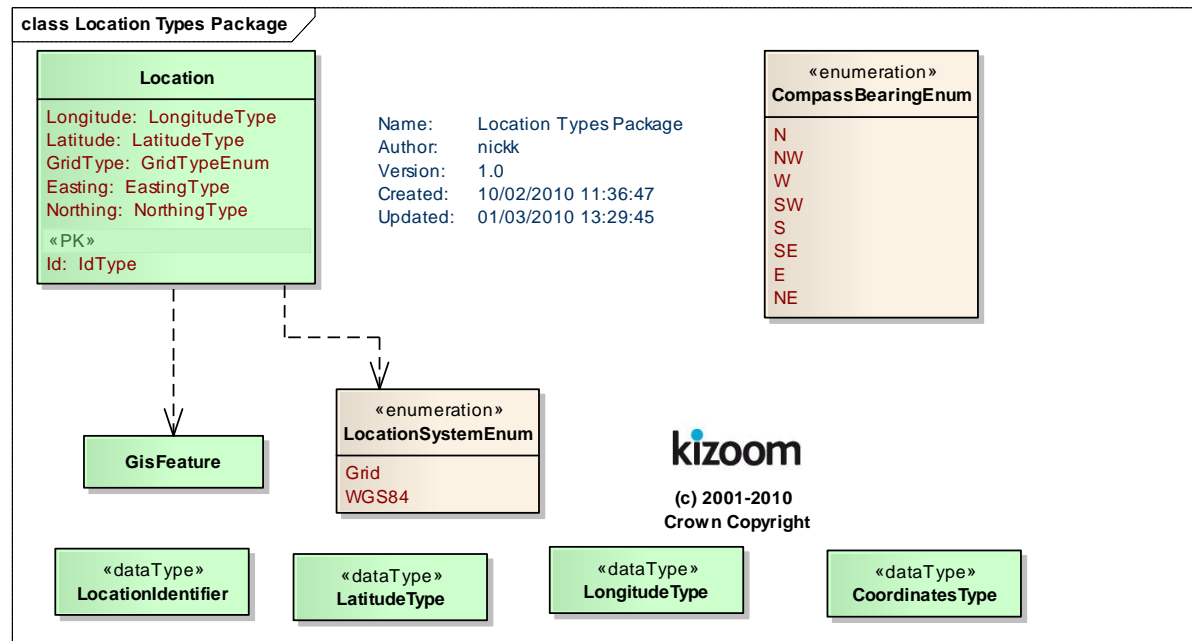 class Location Types Package
Location
Longitude: LongitudeType
Latitude: LatitudeType
GridType: GridTypeEnum
Easting: EastingType
Northing: NorthingType
«PK»
Id: IdType
Name: Location Types Package
Author: nickk
Version: 1.0
Created: 10/02/2010 11:36:47
Updated: 01/03/2010 13:29:45
«enumeration»
CompassBearingEnum
N
NW
W
SW
S
SE
E
NE
GisFeature
«enumeration»
LocationSystemEnum
Grid
WGS84
kizoom
(c) 2001-2010
Crown Copyright
«dataType»
LocationIdentifier
«dataType»
LatitudeType
«dataType»
LongitudeType
«dataType»
CoordinatesType